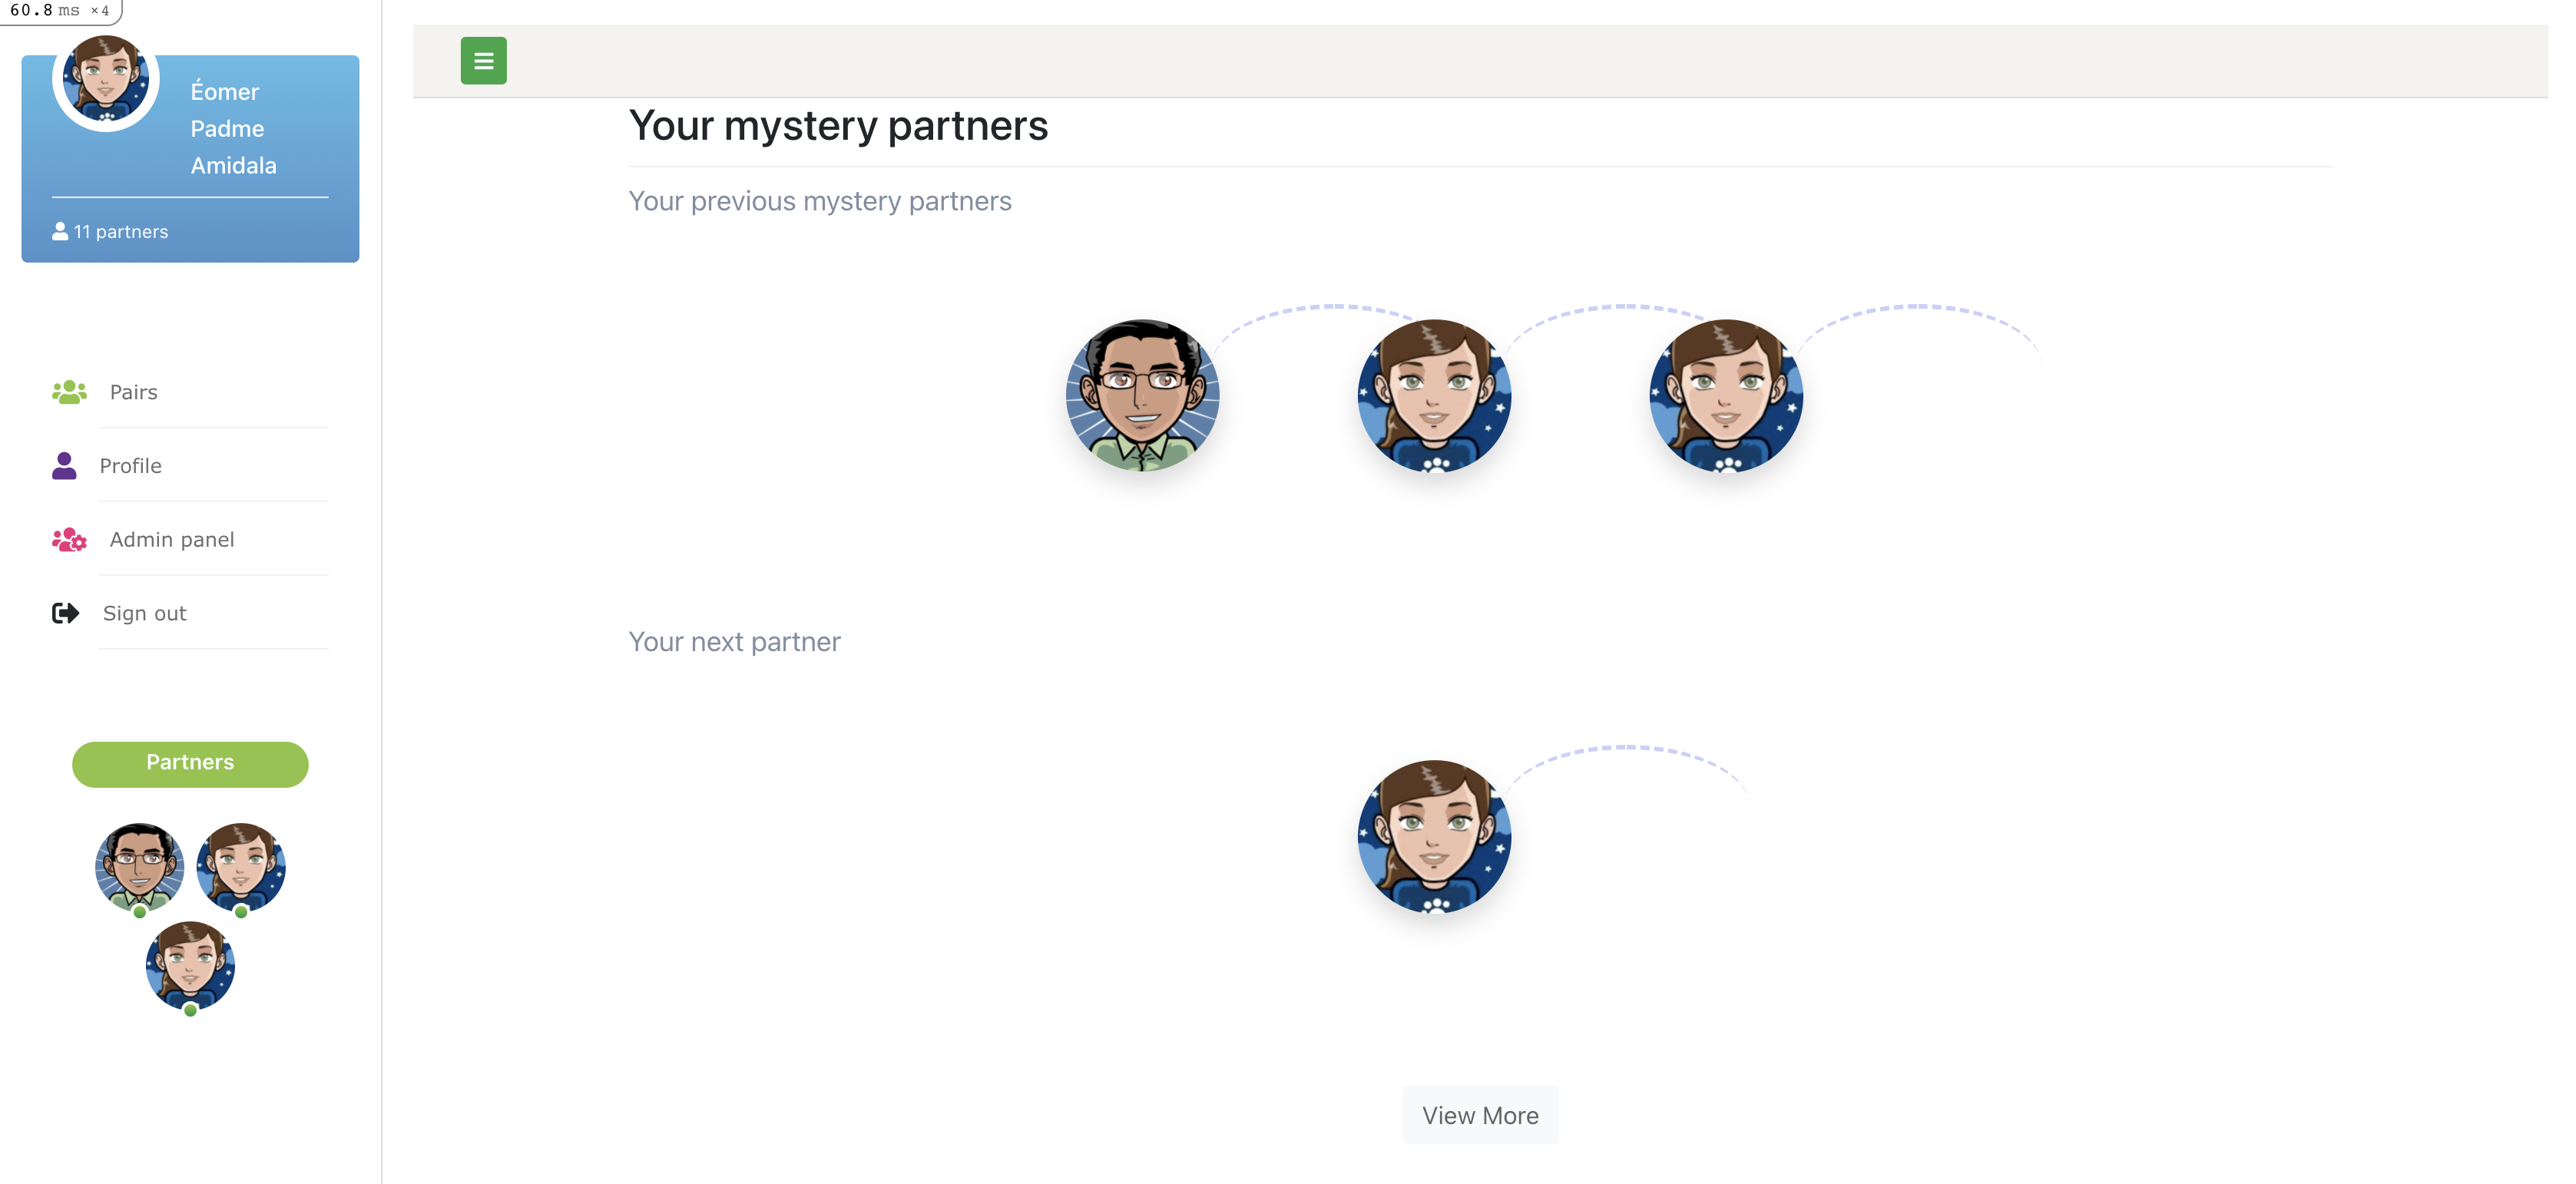 60.8 ms ×4
Éomer
Padme
Amidala
11 partners
Pairs
Profile
Admin panel
Sign out
Partners
Your mystery partners
Your previous mystery partners
Your next partner
View More